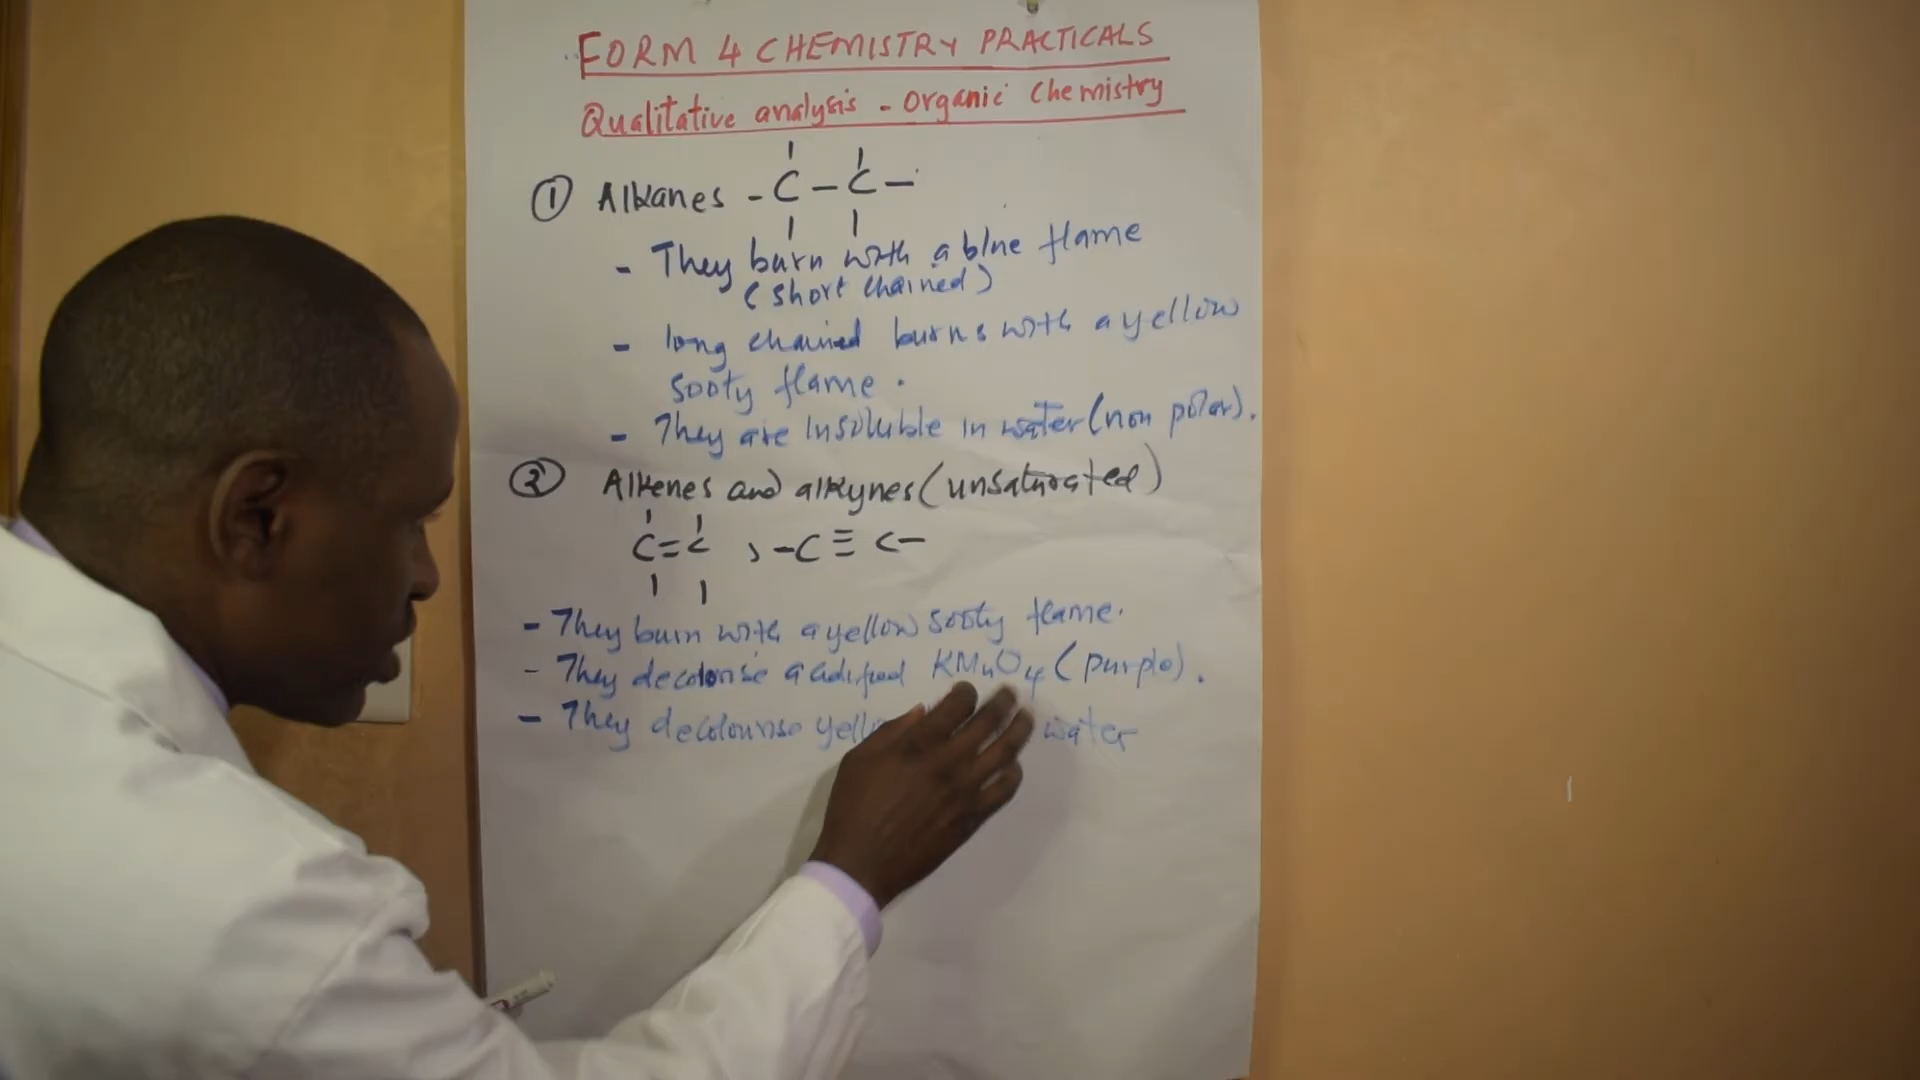 FORM 4 CHEMISTRY PRACTICALS
Qualitative analysis - Organic Chemistry
① Alkanes - C - C -
- They burn with a blue flame
(short chained)
- long chained burns with a yellow
sooty flame.
- They are insoluble in water (non polar).
② Alkenes and alkynes (unsaturated)
C = C , - C ≡ C -
- They burn with a yellow sooty flame.
- They decolorise acidified KMnO4 (purple).
- They decolourise water